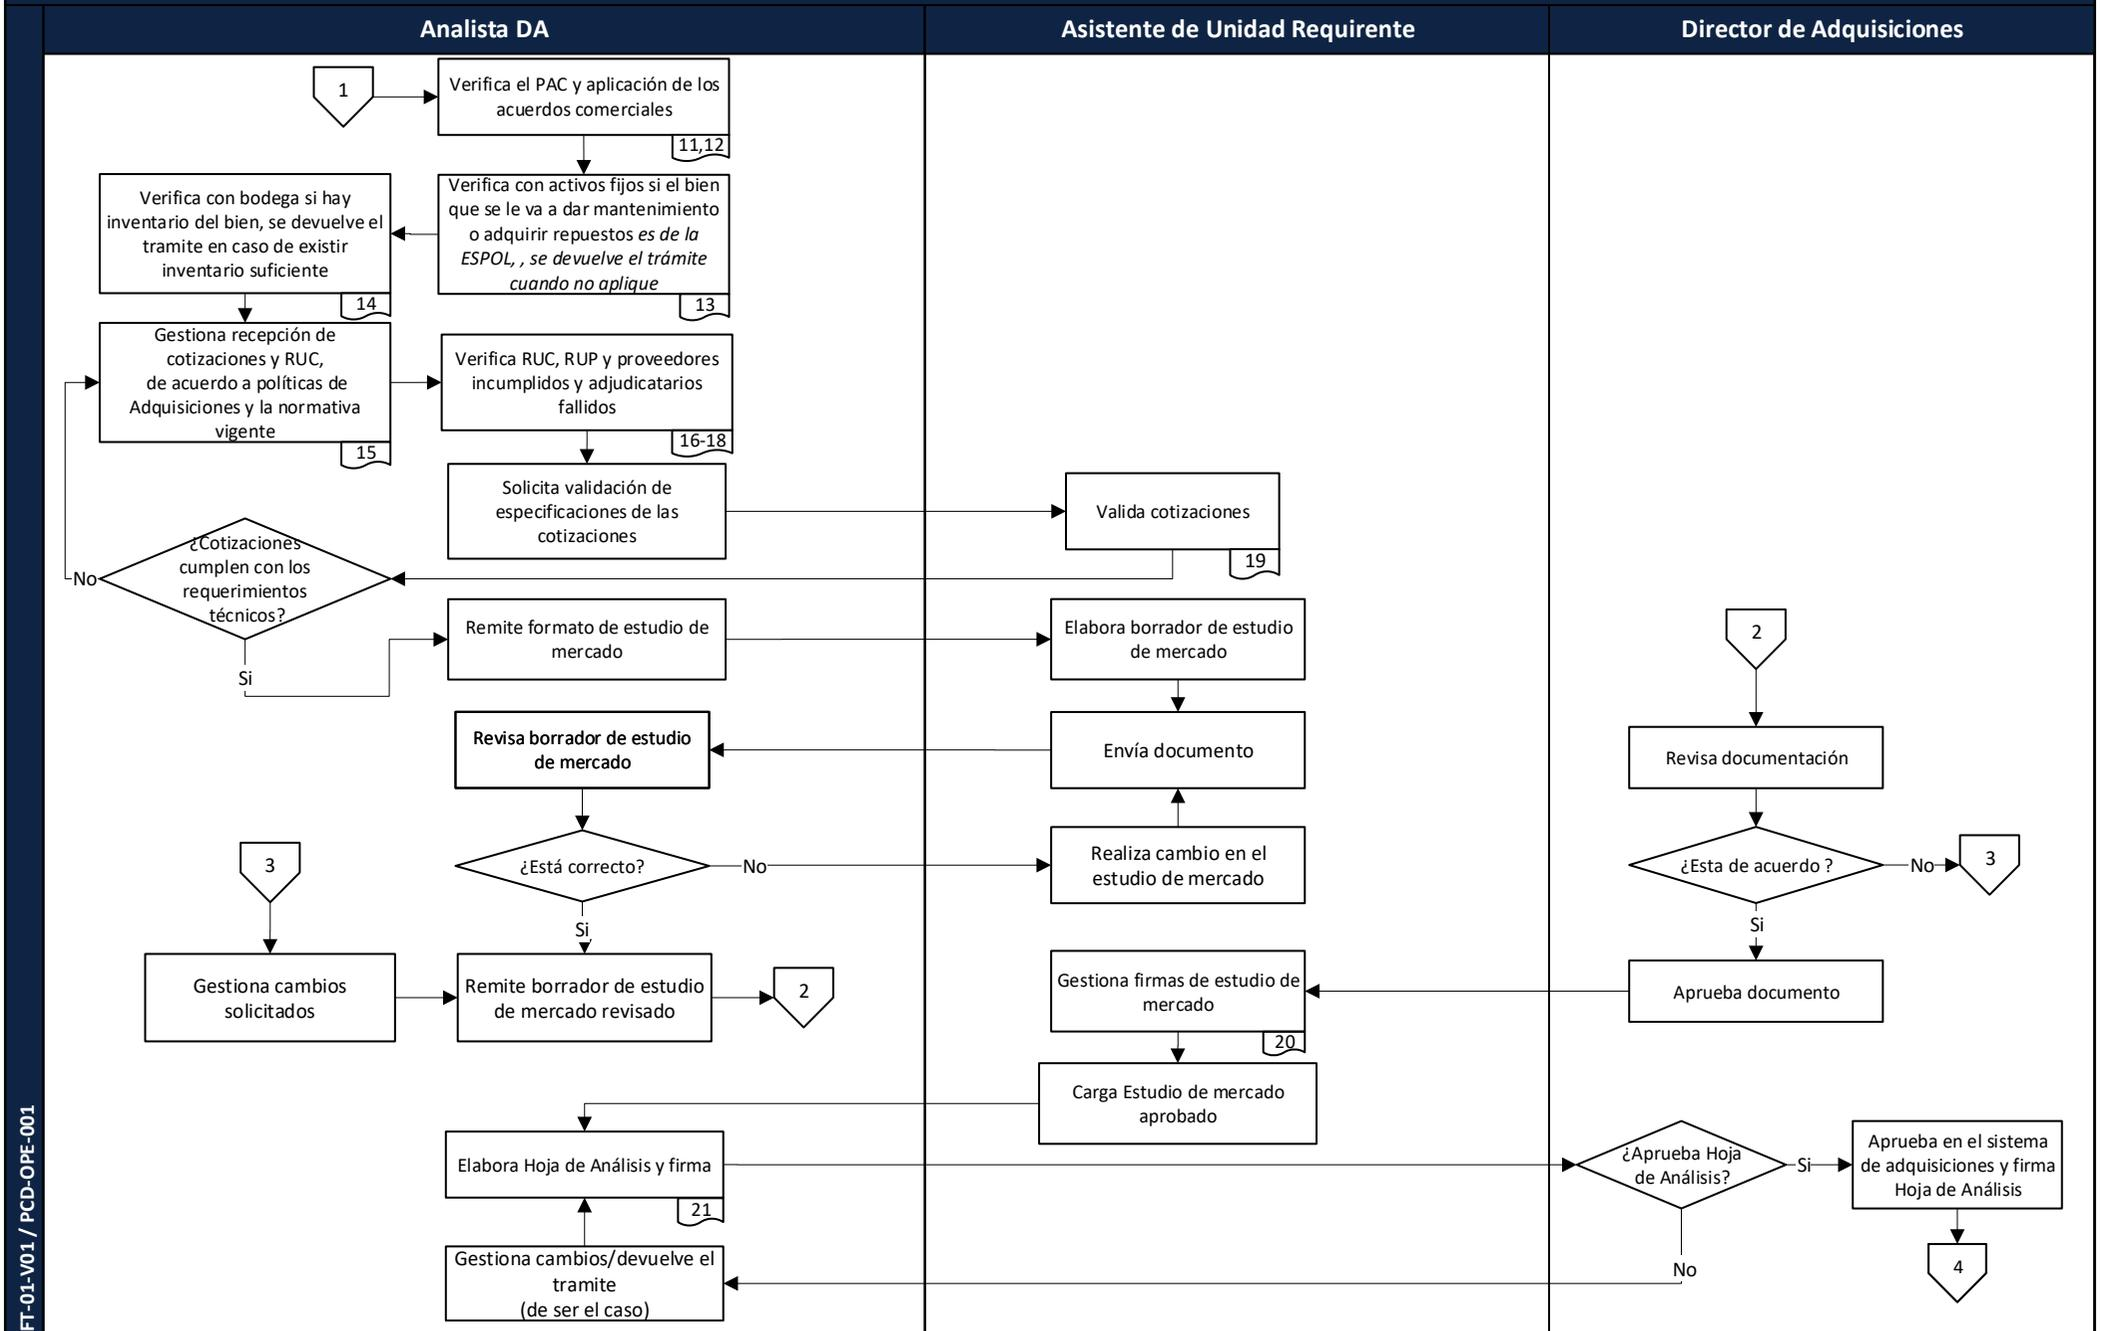 Analista DA
Asistente de Unidad Requirente
Director de Adquisiciones
1
Verifica el PAC y aplicación de los
acuerdos comerciales
11,12
Verifica con activos fijos si el bien
que se le va a dar mantenimiento
o adquirir repuestos es de la
ESPOL, , se devuelve el trámite
cuando no aplique
13
Verifica con bodega si hay
inventario del bien, se devuelve el
tramite en caso de existir
inventario suficiente
14
Gestiona recepción de
cotizaciones y RUC,
de acuerdo a políticas de
Adquisiciones y la normativa
vigente
15
Verifica RUC, RUP y proveedores
incumplidos y adjudicatarios
fallidos
16-18
Solicita validación de
especificaciones de las
cotizaciones
Valida cotizaciones
19
¿Cotizaciones
cumplen con los
requerimientos
técnicos?
No
Si
Remite formato de estudio de
mercado
Elabora borrador de estudio
de mercado
Envía documento
Revisa borrador de estudio
de mercado
¿Está correcto?
No
Realiza cambio en el
estudio de mercado
Si
3
Gestiona cambios
solicitados
Remite borrador de estudio
de mercado revisado
2
2
Revisa documentación
¿Esta de acuerdo ?
No
3
Si
Aprueba documento
Gestiona firmas de estudio de
mercado
20
Carga Estudio de mercado
aprobado
Elabora Hoja de Análisis y firma
21
¿Aprueba Hoja
de Análisis?
Si
Aprueba en el sistema
de adquisiciones y firma
Hoja de Análisis
4
No
Gestiona cambios/devuelve el
tramite
(de ser el caso)
FT-01-V01 / PCD-OPE-001